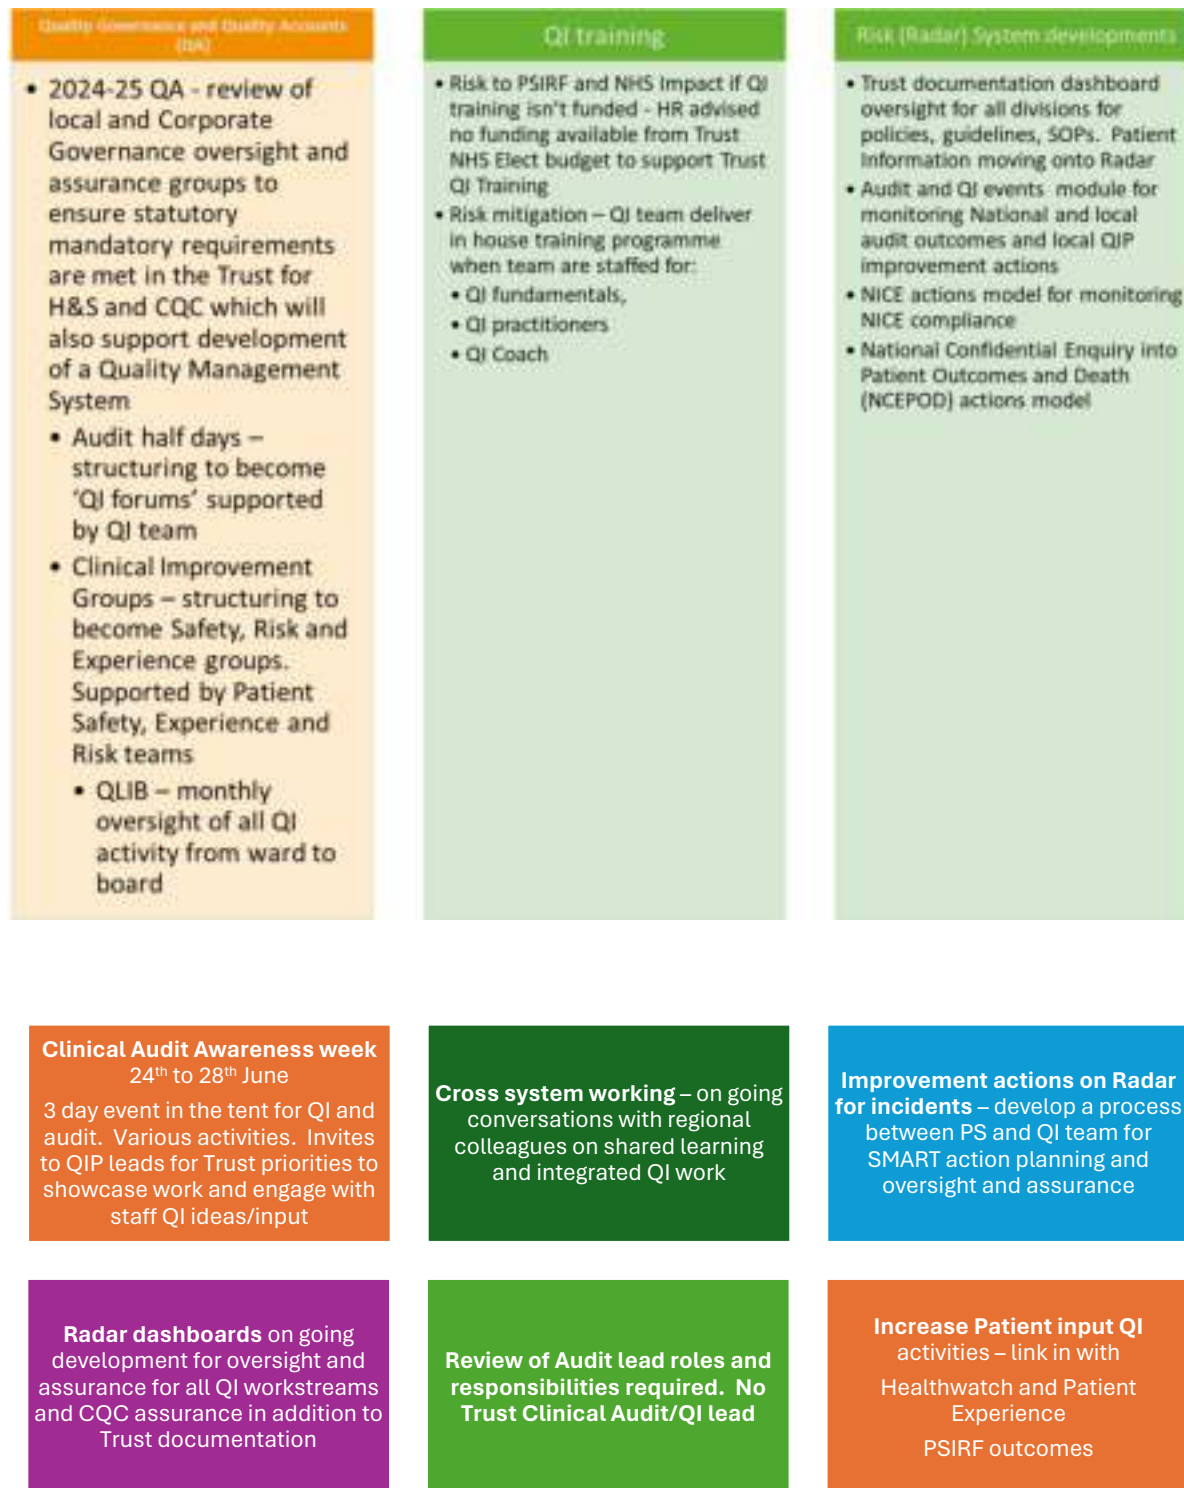 Quality Governance and Quality Accounts
(QA)
• 2024-25 QA - review of
local and Corporate
Governance oversight and
assurance groups to
ensure statutory
mandatory requirements
are met in the Trust for
H&S and CQC which will
also support development
of a Quality Management
System
• Audit half days –
structuring to become
‘QI forums’ supported
by QI team
• Clinical Improvement
Groups – structuring to
become Safety, Risk and
Experience groups.
Supported by Patient
Safety, Experience and
Risk teams
• QLIB – monthly
oversight of all QI
activity from ward to
board
QI training
• Risk to PSIRF and NHS Impact if QI
training isn't funded - HR advised
no funding available from Trust
NHS Elect budget to support Trust
QI Training
• Risk mitigation – QI team deliver
in house training programme
when team are staffed for:
• QI fundamentals,
• QI practitioners
• QI Coach
Risk (Radar) System developments
• Trust documentation dashboard
oversight for all divisions for
policies, guidelines, SOPs. Patient
Information moving onto Radar
• Audit and QI events module for
monitoring National and local
audit outcomes and local QIP
improvement actions
• NICE actions model for monitoring
NICE compliance
• National Confidential Enquiry into
Patient Outcomes and Death
(NCEPOD) actions model
Clinical Audit Awareness week
24th to 28th June
3 day event in the tent for QI and
audit. Various activities. Invites
to QIP leads for Trust priorities to
showcase work and engage with
staff QI ideas/input
Cross system working – on going
conversations with regional
colleagues on shared learning
and integrated QI work
Improvement actions on Radar
for incidents – develop a process
between PS and QI team for
SMART action planning and
oversight and assurance
Radar dashboards on going
development for oversight and
assurance for all QI workstreams
and CQC assurance in addition to
Trust documentation
Review of Audit lead roles and
responsibilities required. No
Trust Clinical Audit/QI lead
Increase Patient input QI
activities – link in with
Healthwatch and Patient
Experience
PSIRF outcomes